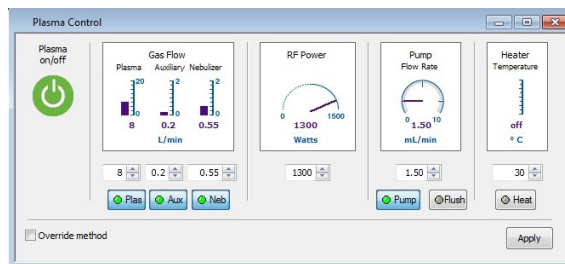 Plasma Control
Plasma on/off
Gas Flow
Plasma Auxiliary Nebulizer
20 2 2
0 0 0
8 0.2 0.55
L/min
8 0.2 0.55
Plas Aux Neb
RF Power
0 1500
1300
Watts
1300
Pump
Flow Rate
0 10
1.50
mL/min
1.50
Pump Flush
Heater
Temperature
off
° C
30
Heat
Override method
Apply